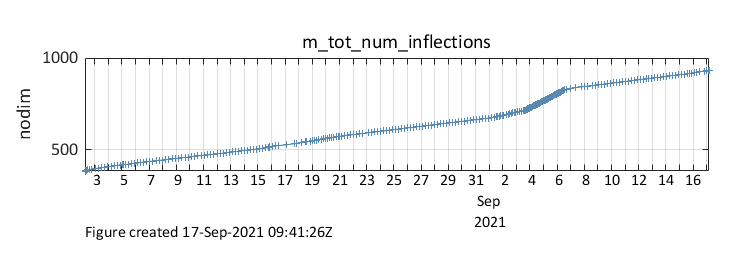 m_tot_num_inflections
1000
nodim
500
3 5 7 9 11 13 15 17 19 21 23 25 27 29 31 2 4 6 8 10 12 14 16
Sep
2021
Figure created 17-Sep-2021 09:41:26Z